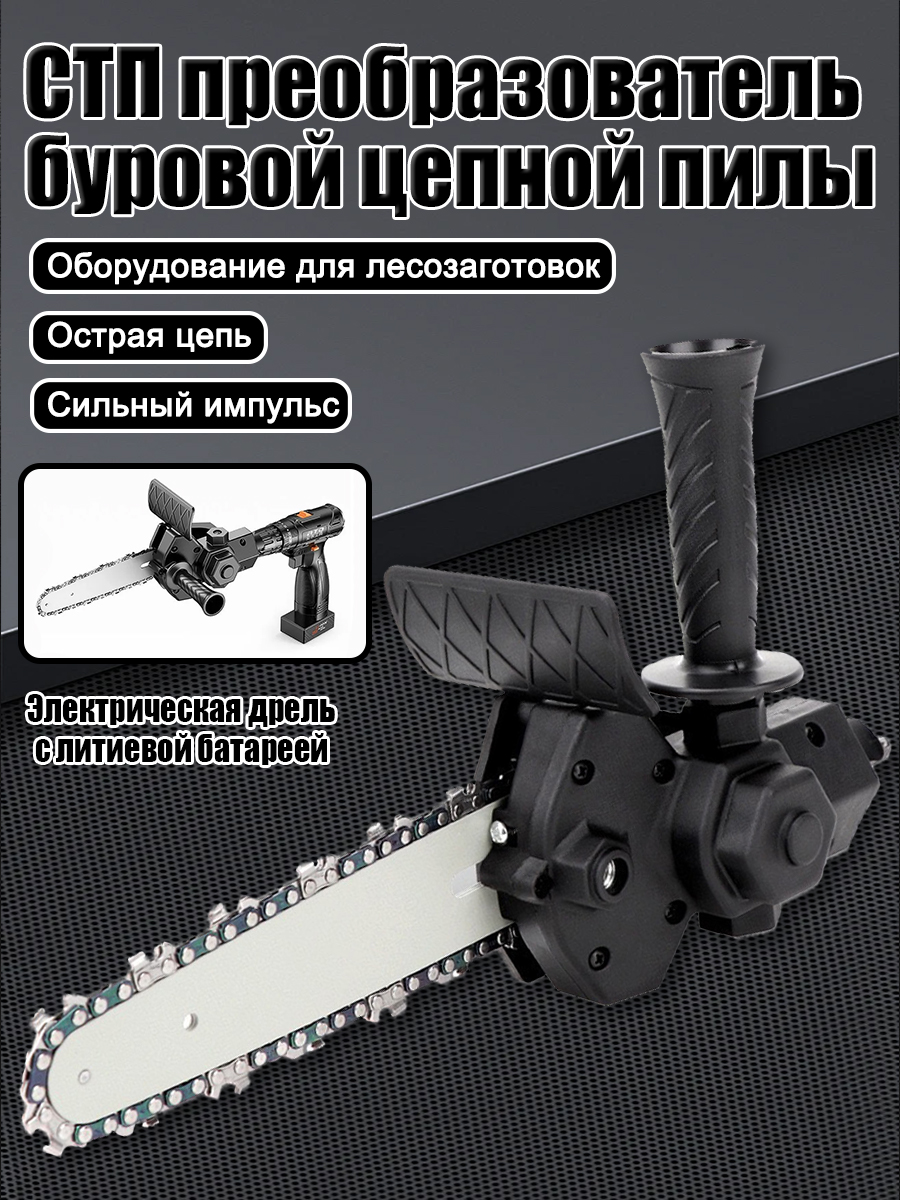 СТП преобразователь
буровой цепной пилы
Оборудование для лесозаготовок
Острая цепь
Сильный импульс
Электрическая дрель
с литиевой батареей